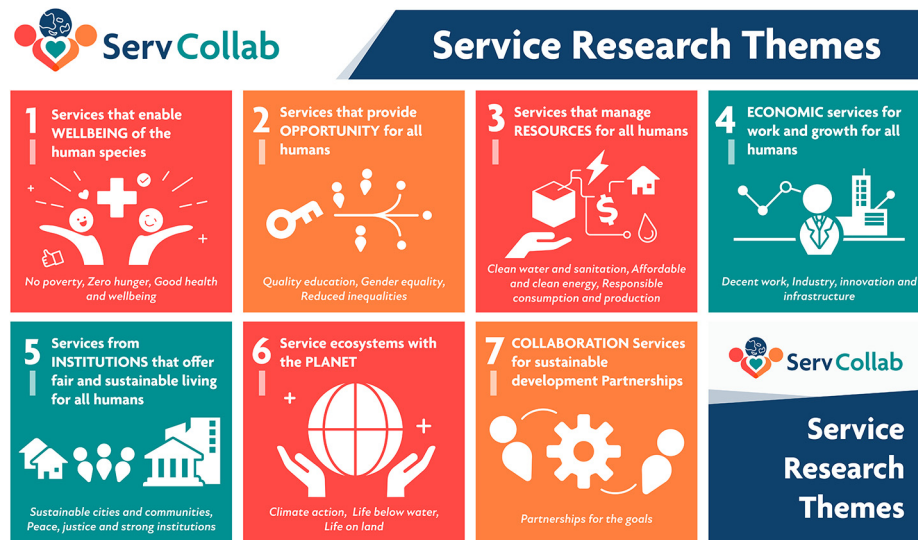 ServCollab
Service Research Themes
1
Services that enable
WELLBEING of the
human species
No poverty, Zero hunger, Good health
and wellbeing
2
Services that provide
OPPORTUNITY for all
humans
Quality education, Gender equality,
Reduced inequalities
3
Services that manage
RESOURCES for all humans
$
Clean water and sanitation, Affordable
and clean energy, Responsible
consumption and production
4
ECONOMIC services for
work and growth for all
humans
Decent work, Industry, innovation and
infrastructure
5
Services from
INSTITUTIONS that offer
fair and sustainable living
for all humans
Sustainable cities and communities,
Peace, justice and strong institutions
6
Service ecosystems with
the PLANET
Climate action, Life below water,
Life on land
7
COLLABORATION Services
for sustainable
development Partnerships
Partnerships for the goals
ServCollab
Service
Research
Themes